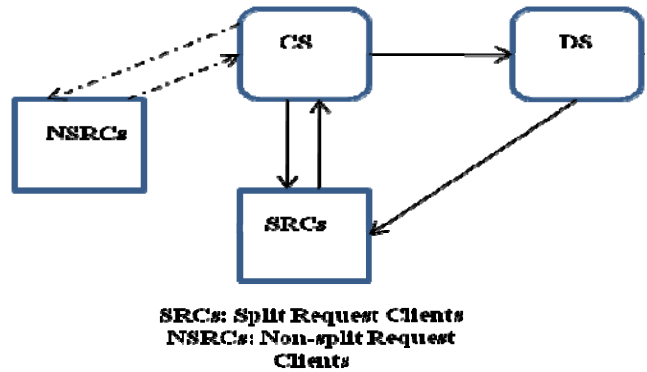 CS
DS
NSRCs
SRCs
SRCs: Split Request Clients
NSRCs: Non-split Request
Clients